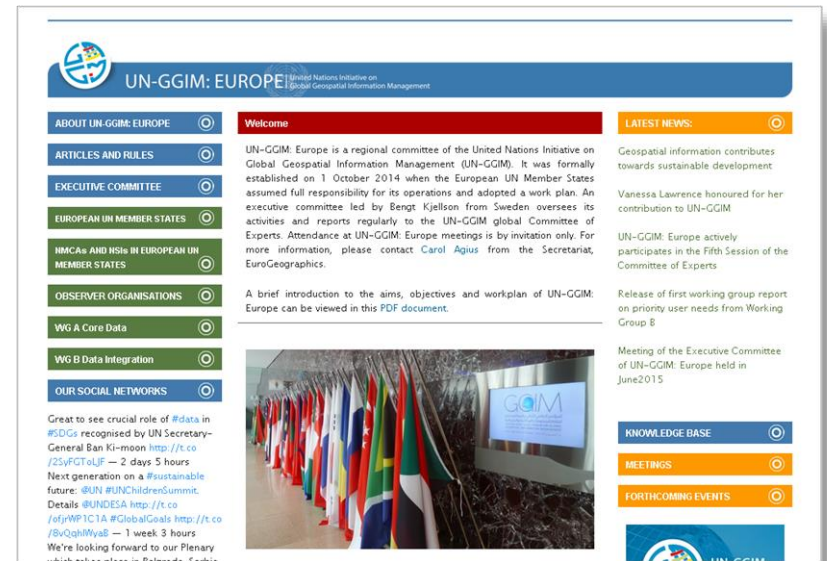 UN-GGIM: EUROPE
United Nations Initiative on
Global Geospatial Information Management
ABOUT UN-GGIM: EUROPE
ARTICLES AND RULES
EXECUTIVE COMMITTEE
EUROPEAN UN MEMBER STATES
NMCAs AND NSIs IN EUROPEAN UN
MEMBER STATES
OBSERVER ORGANISATIONS
WG A Core Data
WG B Data Integration
OUR SOCIAL NETWORKS
Great to see crucial role of #data in
#SDGs recognised by UN Secretary-
General Ban Ki-moon http://t.co
/2SyFGToLJF — 2 days 5 hours
Next generation on a #sustainable
future: @UN #UNChildrenSummit.
Details @UNDESA http://t.co
/ofjrWP1C1A #GlobalGoals http://t.co
/8vQqhlWyaB — 1 week 3 hours
We're looking forward to our Plenary
which takes place in Belgrade, Serbia
Welcome
UN-GGIM: Europe is a regional committee of the United Nations Initiative on
Global Geospatial Information Management (UN-GGIM). It was formally
established on 1 October 2014 when the European UN Member States
assumed full responsibility for its operations and adopted a work plan. An
executive committee led by Bengt Kjellson from Sweden oversees its
activities and reports regularly to the UN-GGIM global Committee of
Experts. Attendance at UN-GGIM: Europe meetings is by invitation only. For
more information, please contact Carol Agius from the Secretariat,
EuroGeographics.
A brief introduction to the aims, objectives and workplan of UN-GGIM:
Europe can be viewed in this PDF document.
GGIM
LATEST NEWS:
Geospatial information contributes
towards sustainable development
Vanessa Lawrence honoured for her
contribution to UN-GGIM
UN-GGIM: Europe actively
participates in the Fifth Session of the
Committee of Experts
Release of first working group report
on priority user needs from Working
Group B
Meeting of the Executive Committee
of UN-GGIM: Europe held in
June2015
KNOWLEDGE BASE
MEETINGS
FORTHCOMING EVENTS
UN-GGIM